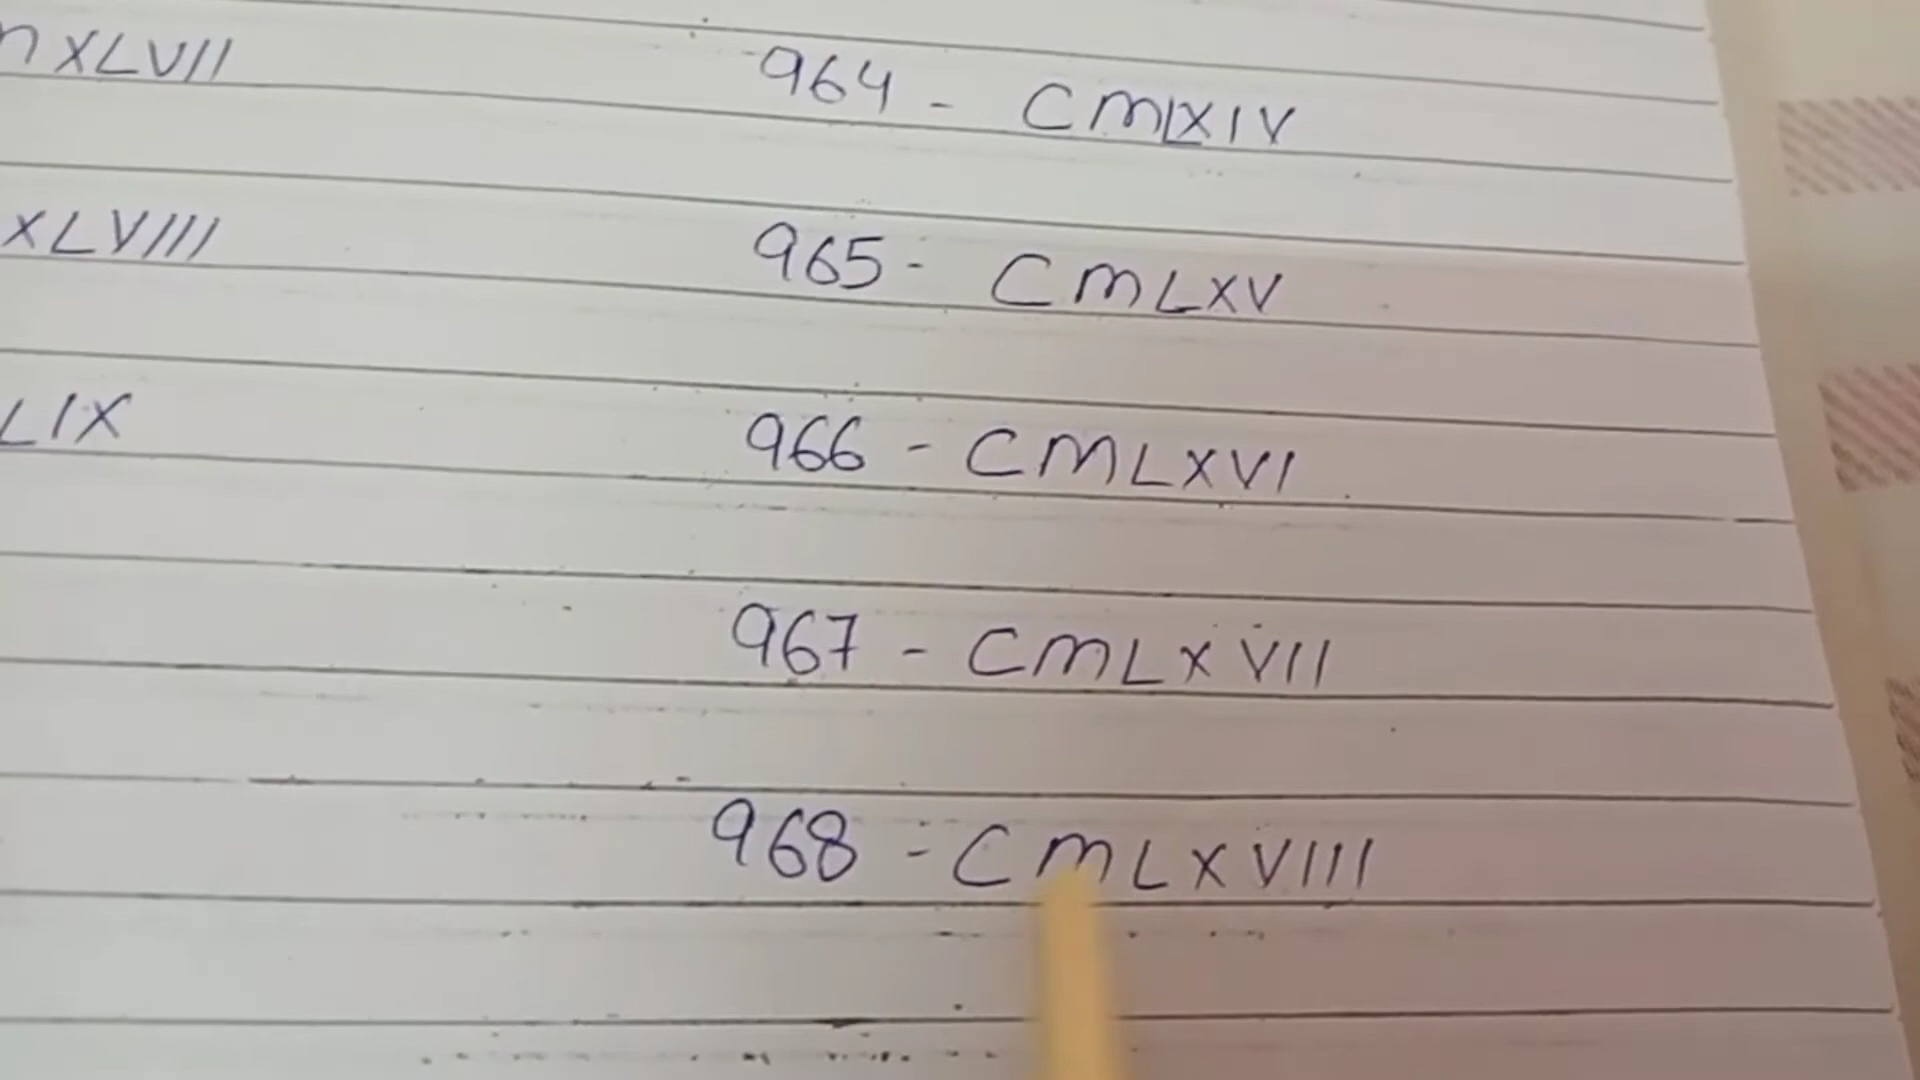 XLVII
964 - CMLXIV
XLVIII
965 - CMLXV
LIX
966 - CMLXVI
967 - CMLXVII
968 - CMLXVIII